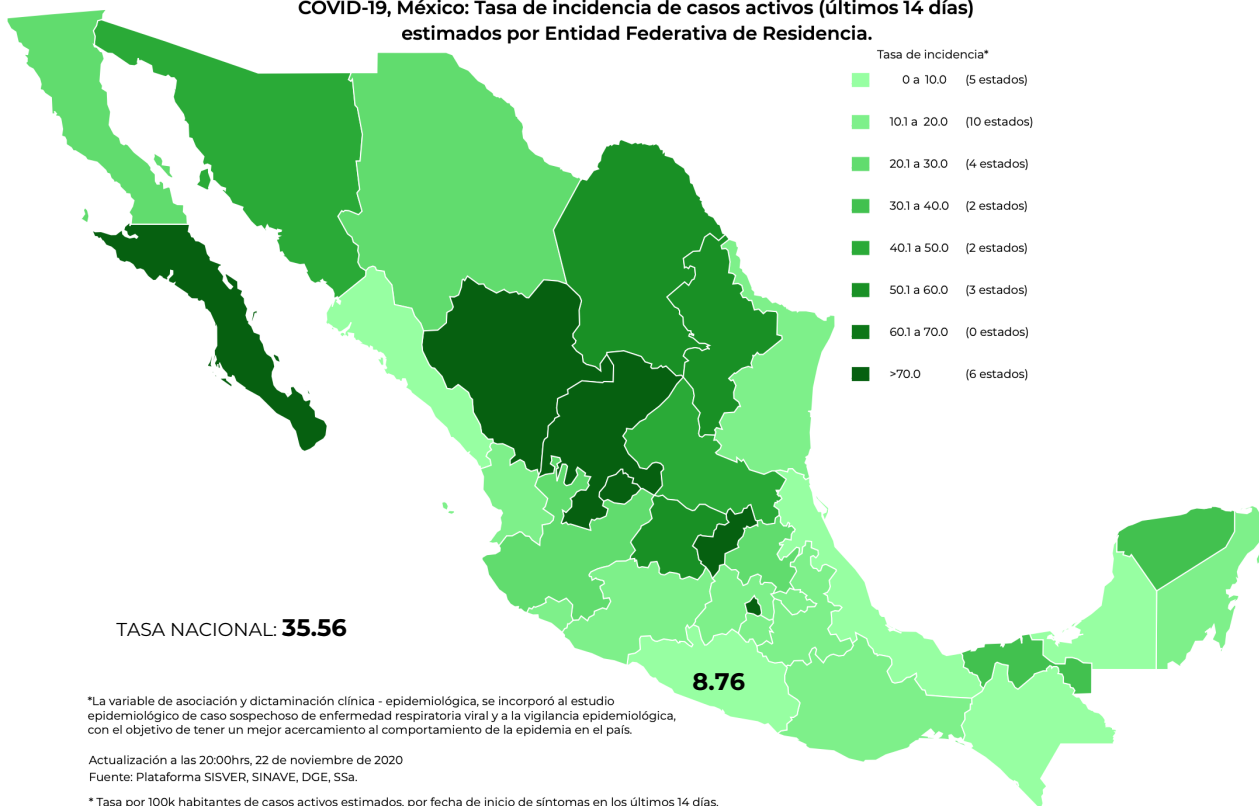 COVID-19, México: Tasa de incidencia de casos activos (últimos 14 días)
estimados por Entidad Federativa de Residencia.
Tasa de incidencia*
0 a 10.0 (5 estados)
10.1 a 20.0 (10 estados)
20.1 a 30.0 (4 estados)
30.1 a 40.0 (2 estados)
40.1 a 50.0 (2 estados)
50.1 a 60.0 (3 estados)
60.1 a 70.0 (0 estados)
>70.0 (6 estados)
TASA NACIONAL: 35.56
8.76
*La variable de asociación y dictaminación clínica - epidemiológica, se incorporó al estudio
epidemiológico de caso sospechoso de enfermedad respiratoria viral y a la vigilancia epidemiológica,
con el objetivo de tener un mejor acercamiento al comportamiento de la epidemia en el país.
Actualización a las 20:00hrs, 22 de noviembre de 2020
Fuente: Plataforma SISVER, SINAVE, DGE, SSa.
* Tasa por 100k habitantes de casos activos estimados, por fecha de inicio de síntomas en los últimos 14 días.